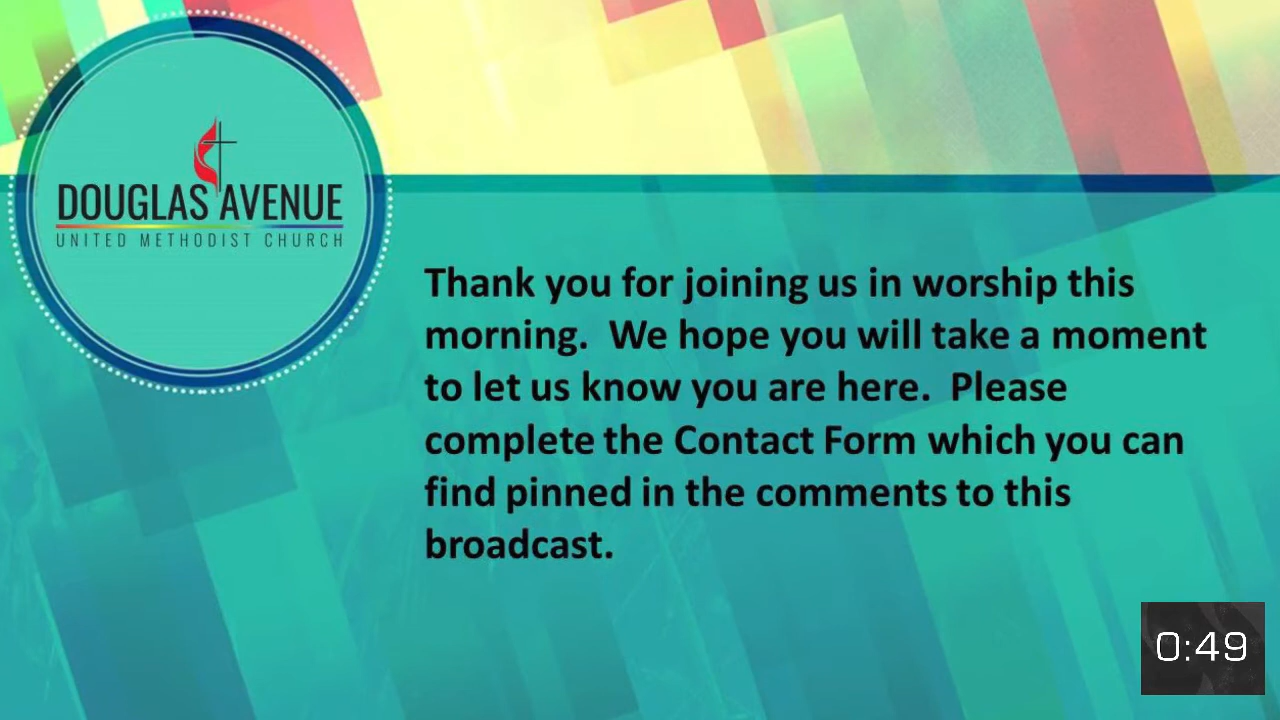 DOUGLAS AVENUE
UNITED METHODIST CHURCH
Thank you for joining us in worship this
morning.  We hope you will take a moment
to let us know you are here.  Please
complete the Contact Form which you can
find pinned in the comments to this
broadcast.
0:49